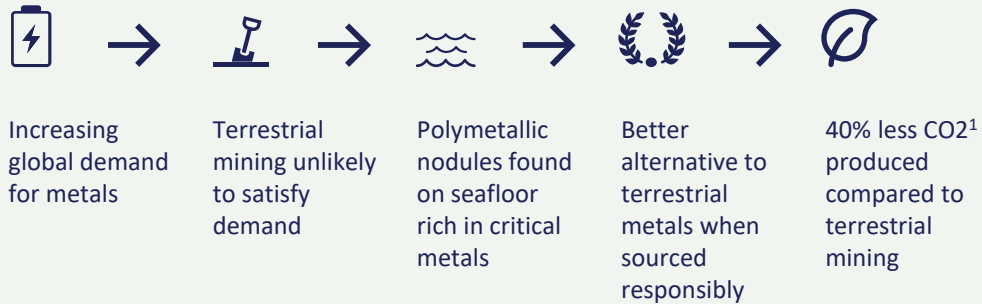 Increasing
global demand
for metals
Terrestrial
mining unlikely
to satisfy
demand
Polymetallic
nodules found
on seafloor
rich in critical
metals
Better
alternative to
terrestrial
metals when
sourced
responsibly
40% less CO2¹
produced
compared to
terrestrial
mining